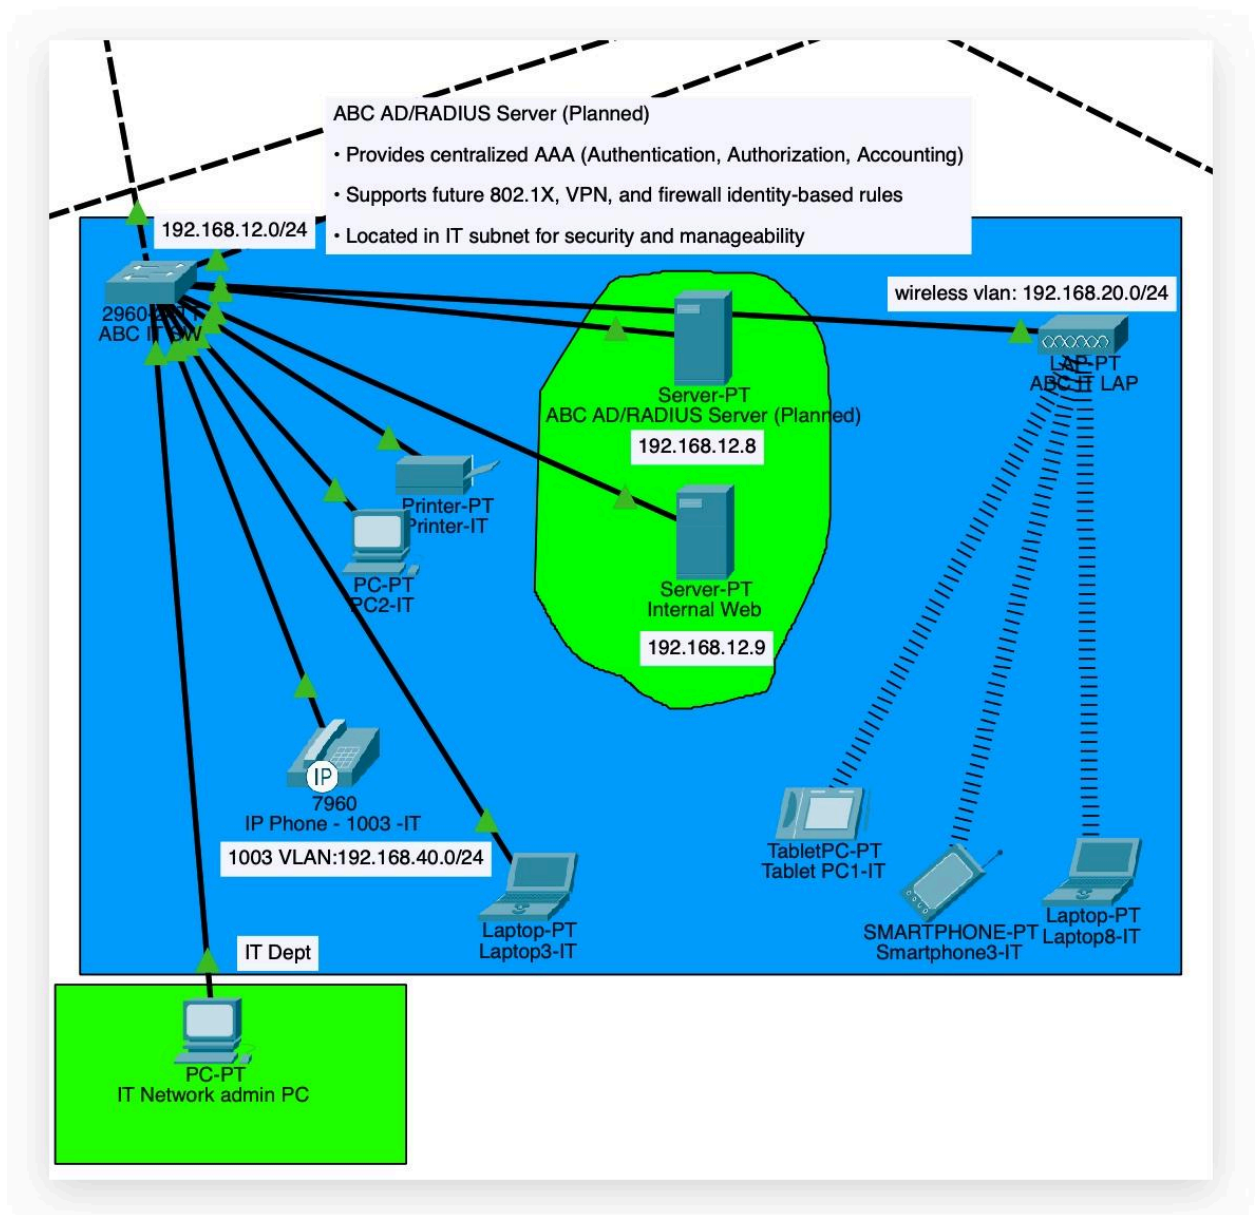 ABC AD/RADIUS Server (Planned)
• Provides centralized AAA (Authentication, Authorization, Accounting)
• Supports future 802.1X, VPN, and firewall identity-based rules
• Located in IT subnet for security and manageability
192.168.12.0/24
wireless vlan: 192.168.20.0/24
ABC IT SW
LAP-PT
ABC IT LAP
Server-PT
ABC AD/RADIUS Server (Planned)
192.168.12.8
Printer-PT
Printer-IT
PC-PT
PC2-IT
Server-PT
Internal Web
192.168.12.9
IP
7960
IP Phone - 1003 -IT
1003 VLAN:192.168.40.0/24
TabletPC-PT
Tablet PC1-IT
SMARTPHONE-PT
Smartphone3-IT
Laptop-PT
Laptop8-IT
Laptop-PT
Laptop3-IT
IT Dept
PC-PT
IT Network admin PC